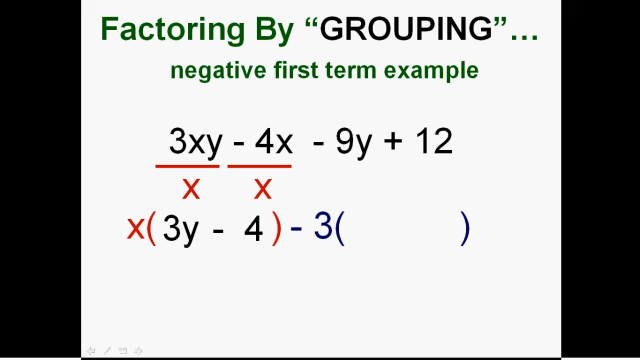 Factoring By “GROUPING”...
negative first term example
3xy - 4x - 9y + 12
x x
x( 3y - 4 ) - 3( )